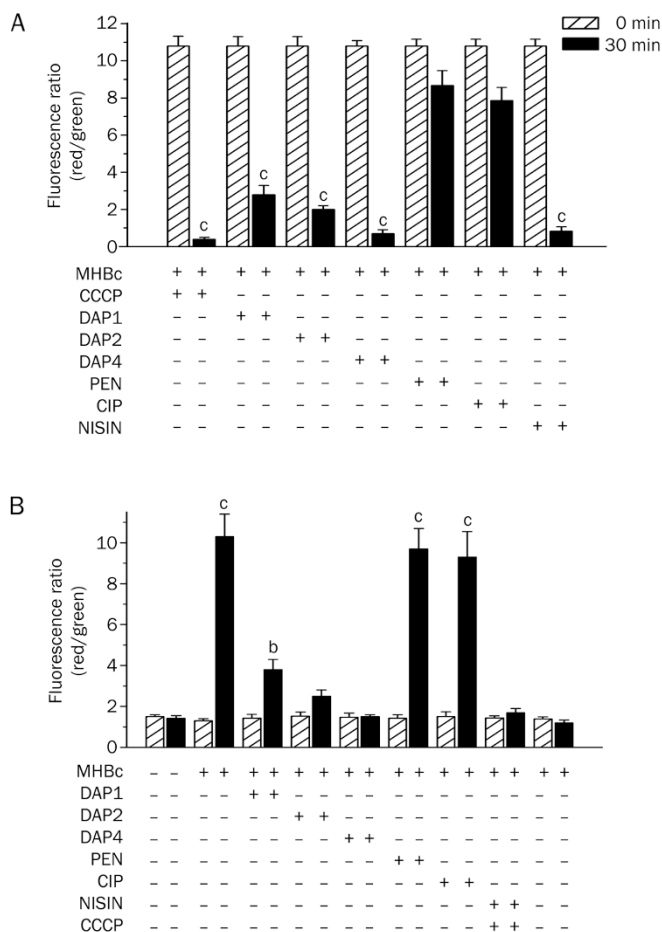 A
0 min
30 min
Fluorescence ratio
(red/green)
12
10
8
6
4
2
0
c c c c c
MHBc + + + + + + + + + + + + + +
CCCP + + – – – – – – – – – – – –
DAP1 – – + + – – – – – – – – – –
DAP2 – – – – + + – – – – – – – –
DAP4 – – – – – – + + – – – – – –
PEN – – – – – – – – + + – – – –
CIP – – – – – – – – – – + + – –
NISIN – – – – – – – – – – – – + +
B
Fluorescence ratio
(red/green)
10
8
6
4
2
0
c b c c
MHBc – – + + + + + + + + + + + + + + + +
DAP1 – – – – + + – – – – – – – – – – – –
DAP2 – – – – – – + + – – – – – – – – – –
DAP4 – – – – – – – – + + – – – – – – – –
PEN – – – – – – – – – – + + – – – – – –
CIP – – – – – – – – – – – – + + – – – –
NISIN – – – – – – – – – – – – – – + + – –
CCCP – – – – – – – – – – – – – – + + – –